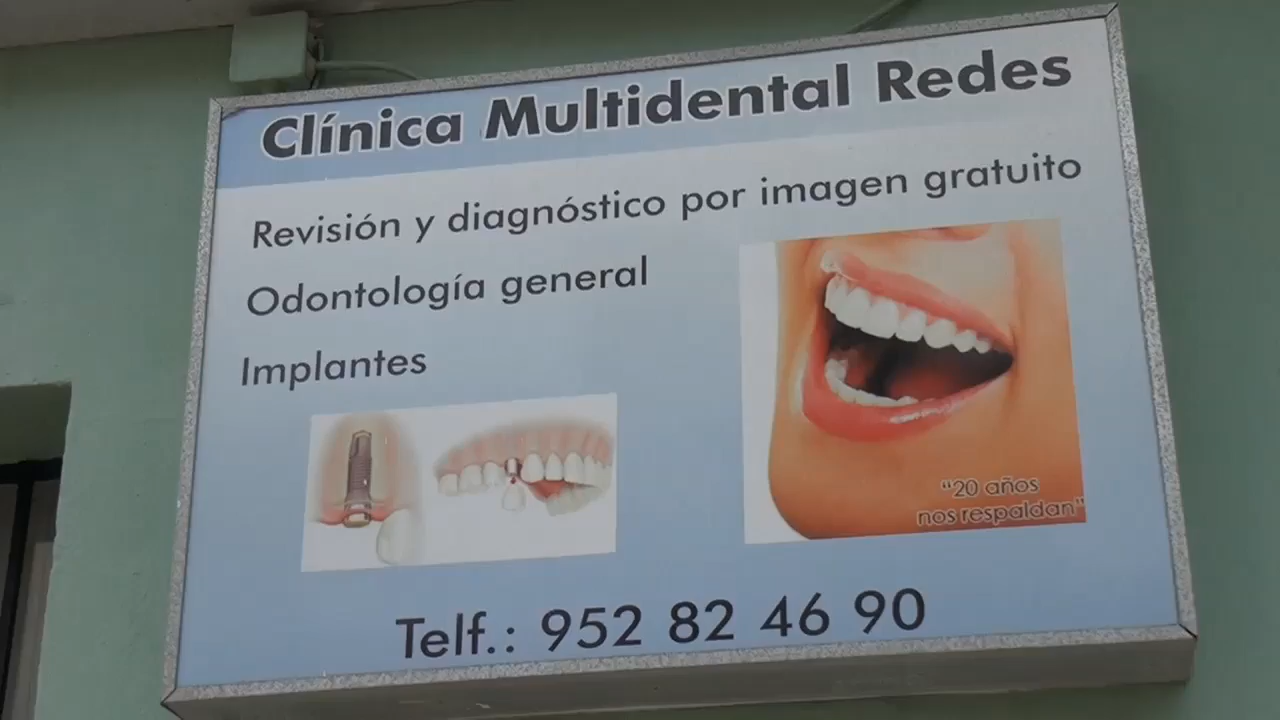 Clínica Multidental Redes
Revisión y diagnóstico por imagen gratuito
Odontología general
Implantes
"20 años
nos respaldan"
Telf.: 952 82 46 90